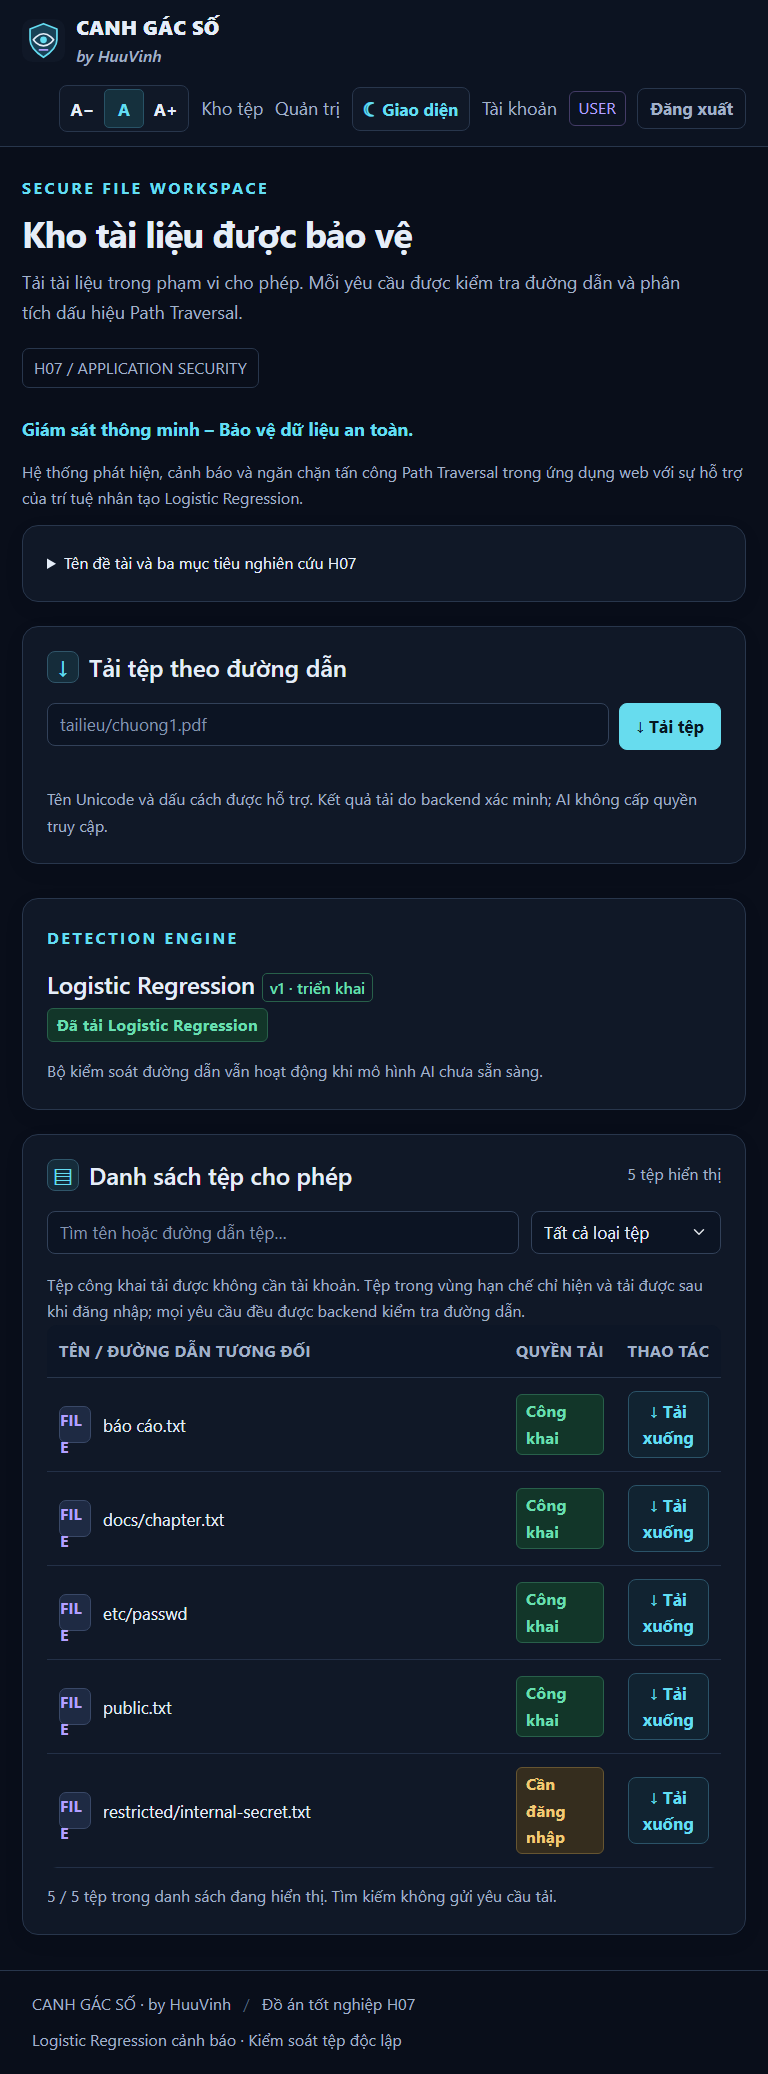 CANH GÁC SỐ
by HuuVinh
A− A A+ Kho tệp Quản trị ☾ Giao diện Tài khoản USER Đăng xuất
SECURE FILE WORKSPACE
Kho tài liệu được bảo vệ
Tải tài liệu trong phạm vi cho phép. Mỗi yêu cầu được kiểm tra đường dẫn và phân
tích dấu hiệu Path Traversal.
H07 / APPLICATION SECURITY
Giám sát thông minh – Bảo vệ dữ liệu an toàn.
Hệ thống phát hiện, cảnh báo và ngăn chặn tấn công Path Traversal trong ứng dụng web với sự hỗ trợ
của trí tuệ nhân tạo Logistic Regression.
▶ Tên đề tài và ba mục tiêu nghiên cứu H07
↓ Tải tệp theo đường dẫn
tailieu/chuong1.pdf
↓ Tải tệp
Tên Unicode và dấu cách được hỗ trợ. Kết quả tải do backend xác minh; AI không cấp quyền
truy cập.
DETECTION ENGINE
Logistic Regression v1 · triển khai
Đã tải Logistic Regression
Bộ kiểm soát đường dẫn vẫn hoạt động khi mô hình AI chưa sẵn sàng.
▤ Danh sách tệp cho phép 5 tệp hiển thị
Tìm tên hoặc đường dẫn tệp... Tất cả loại tệp
Tệp công khai tải được không cần tài khoản. Tệp trong vùng hạn chế chỉ hiện và tải được sau
khi đăng nhập; mọi yêu cầu đều được backend kiểm tra đường dẫn.
TÊN / ĐƯỜNG DẪN TƯƠNG ĐỐI QUYỀN TẢI THAO TÁC
FIL
E
báo cáo.txt
Công
khai
↓ Tải
xuống
FIL
E
docs/chapter.txt
Công
khai
↓ Tải
xuống
FIL
E
etc/passwd
Công
khai
↓ Tải
xuống
FIL
E
public.txt
Công
khai
↓ Tải
xuống
FIL
E
restricted/internal-secret.txt
Cần
đăng
nhập
↓ Tải
xuống
5 / 5 tệp trong danh sách đang hiển thị. Tìm kiếm không gửi yêu cầu tải.
CANH GÁC SỐ · by HuuVinh / Đồ án tốt nghiệp H07
Logistic Regression cảnh báo · Kiểm soát tệp độc lập